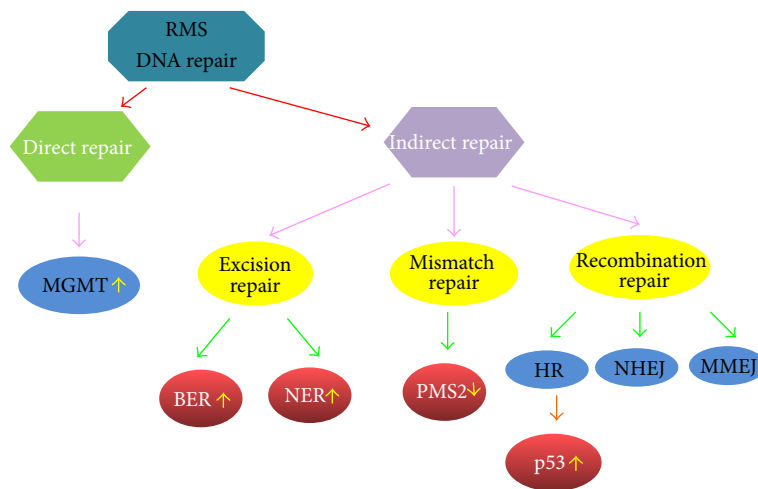 RMS
DNA repair
Direct repair
Indirect repair
MGMT ↑
Excision
repair
Mismatch
repair
Recombination
repair
BER ↑
NER ↑
PMS2 ↓
HR
NHEJ
MMEJ
p53 ↑